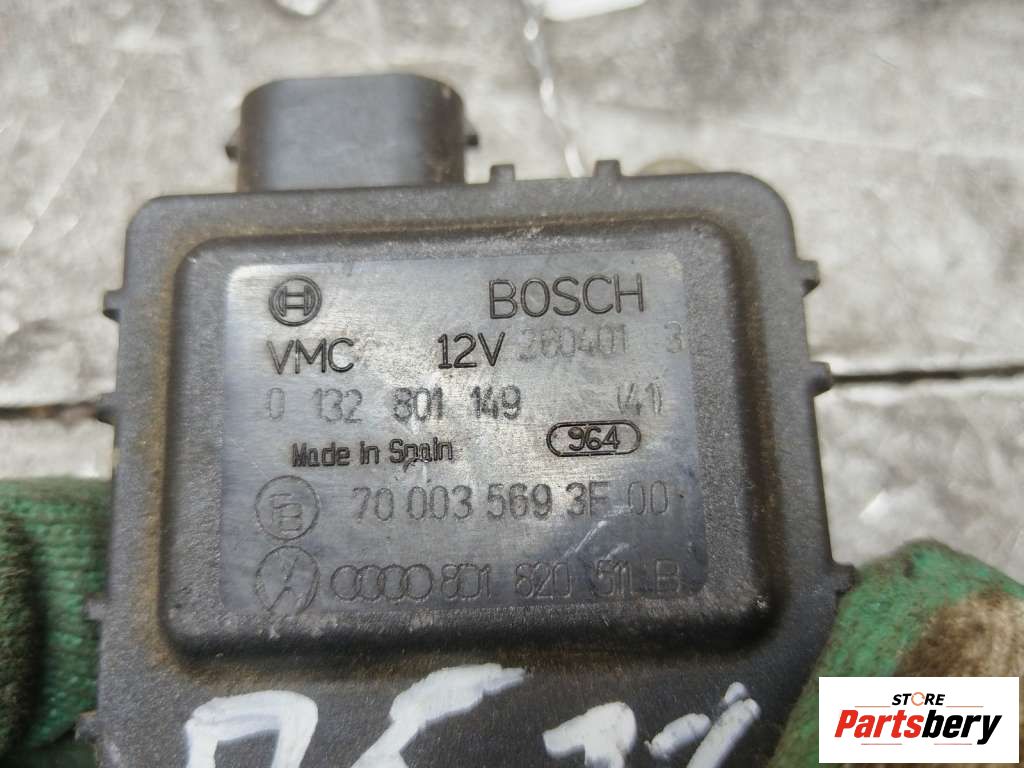 BOSCH
VMC 12V 260401 3
0 132 801 149 (41)
Made in Spain 964
70 003 569 3F 00
8D1 820 511 B
STORE
Partsbery